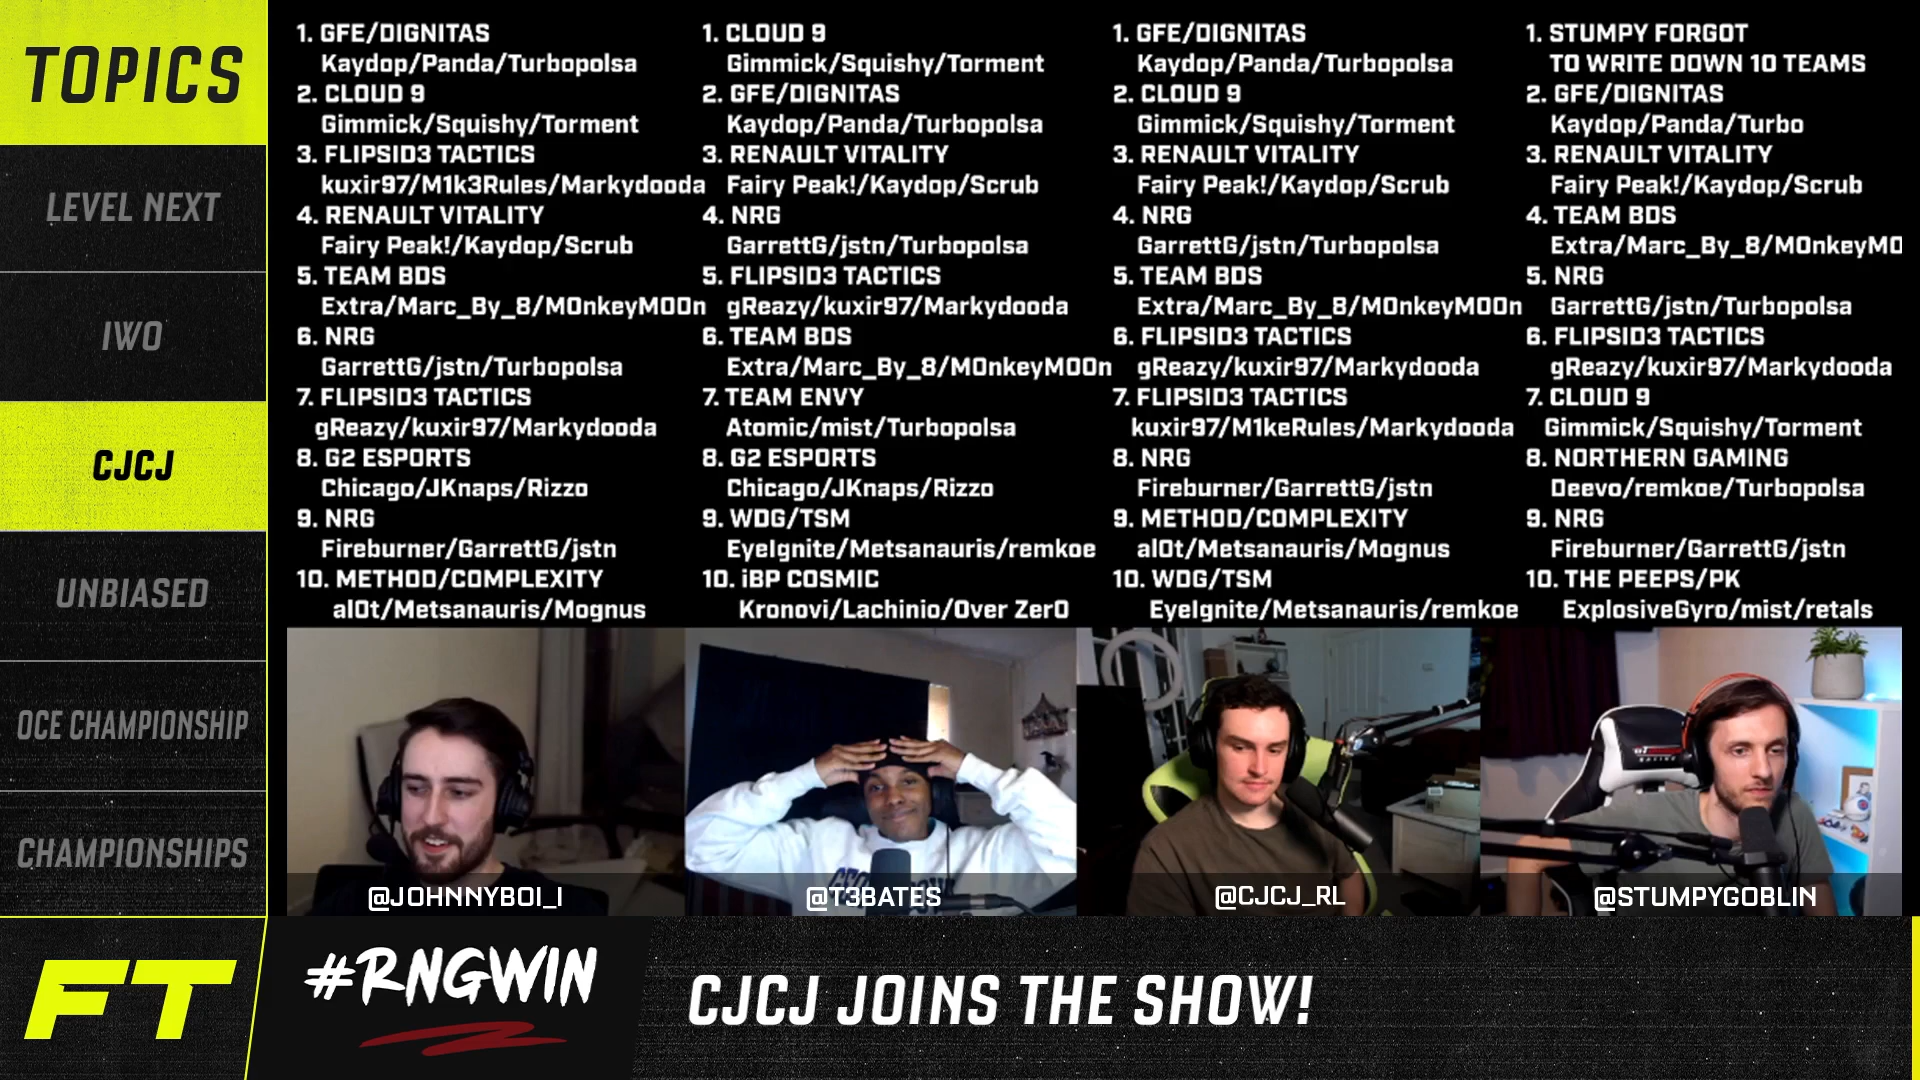 TOPICS
LEVEL NEXT
IWO
CJCJ
UNBIASED
OCE CHAMPIONSHIP
CHAMPIONSHIPS
1. GFE/DIGNITAS
Kaydop/Panda/Turbopolsa
2. CLOUD 9
Gimmick/Squishy/Torment
3. FLIPSID3 TACTICS
kuxir97/M1k3Rules/Markydooda
4. RENAULT VITALITY
Fairy Peak!/Kaydop/Scrub
5. TEAM BDS
Extra/Marc_By_8/M0nkeyM00n
6. NRG
GarrettG/jstn/Turbopolsa
7. FLIPSID3 TACTICS
gReazy/kuxir97/Markydooda
8. G2 ESPORTS
Chicago/JKnaps/Rizzo
9. NRG
Fireburner/GarrettG/jstn
10. METHOD/COMPLEXITY
al0t/Metsanauris/Mognus
1. CLOUD 9
Gimmick/Squishy/Torment
2. GFE/DIGNITAS
Kaydop/Panda/Turbopolsa
3. RENAULT VITALITY
Fairy Peak!/Kaydop/Scrub
4. NRG
GarrettG/jstn/Turbopolsa
5. FLIPSID3 TACTICS
gReazy/kuxir97/Markydooda
6. TEAM BDS
Extra/Marc_By_8/M0nkeyM00n
7. TEAM ENVY
Atomic/mist/Turbopolsa
8. G2 ESPORTS
Chicago/JKnaps/Rizzo
9. WDG/TSM
EyeIgnite/Metsanauris/remkoe
10. iBP COSMIC
Kronovi/Lachinio/Over Zer0
1. GFE/DIGNITAS
Kaydop/Panda/Turbopolsa
2. CLOUD 9
Gimmick/Squishy/Torment
3. RENAULT VITALITY
Fairy Peak!/Kaydop/Scrub
4. NRG
GarrettG/jstn/Turbopolsa
5. TEAM BDS
Extra/Marc_By_8/M0nkeyM00n
6. FLIPSID3 TACTICS
gReazy/kuxir97/Markydooda
7. FLIPSID3 TACTICS
kuxir97/M1keRules/Markydooda
8. NRG
Fireburner/GarrettG/jstn
9. METHOD/COMPLEXITY
al0t/Metsanauris/Mognus
10. WDG/TSM
EyeIgnite/Metsanauris/remkoe
1. STUMPY FORGOT
TO WRITE DOWN 10 TEAMS
2. GFE/DIGNITAS
Kaydop/Panda/Turbo
3. RENAULT VITALITY
Fairy Peak!/Kaydop/Scrub
4. TEAM BDS
Extra/Marc_By_8/M0nkeyM0
5. NRG
GarrettG/jstn/Turbopolsa
6. FLIPSID3 TACTICS
gReazy/kuxir97/Markydooda
7. CLOUD 9
Gimmick/Squishy/Torment
8. NORTHERN GAMING
Deevo/remkoe/Turbopolsa
9. NRG
Fireburner/GarrettG/jstn
10. THE PEEPS/PK
ExplosiveGyro/mist/retals
@JOHNNYBOI_I
@T3BATES
@CJCJ_RL
@STUMPYGOBLIN
FT
#RNGWIN
CJCJ JOINS THE SHOW!